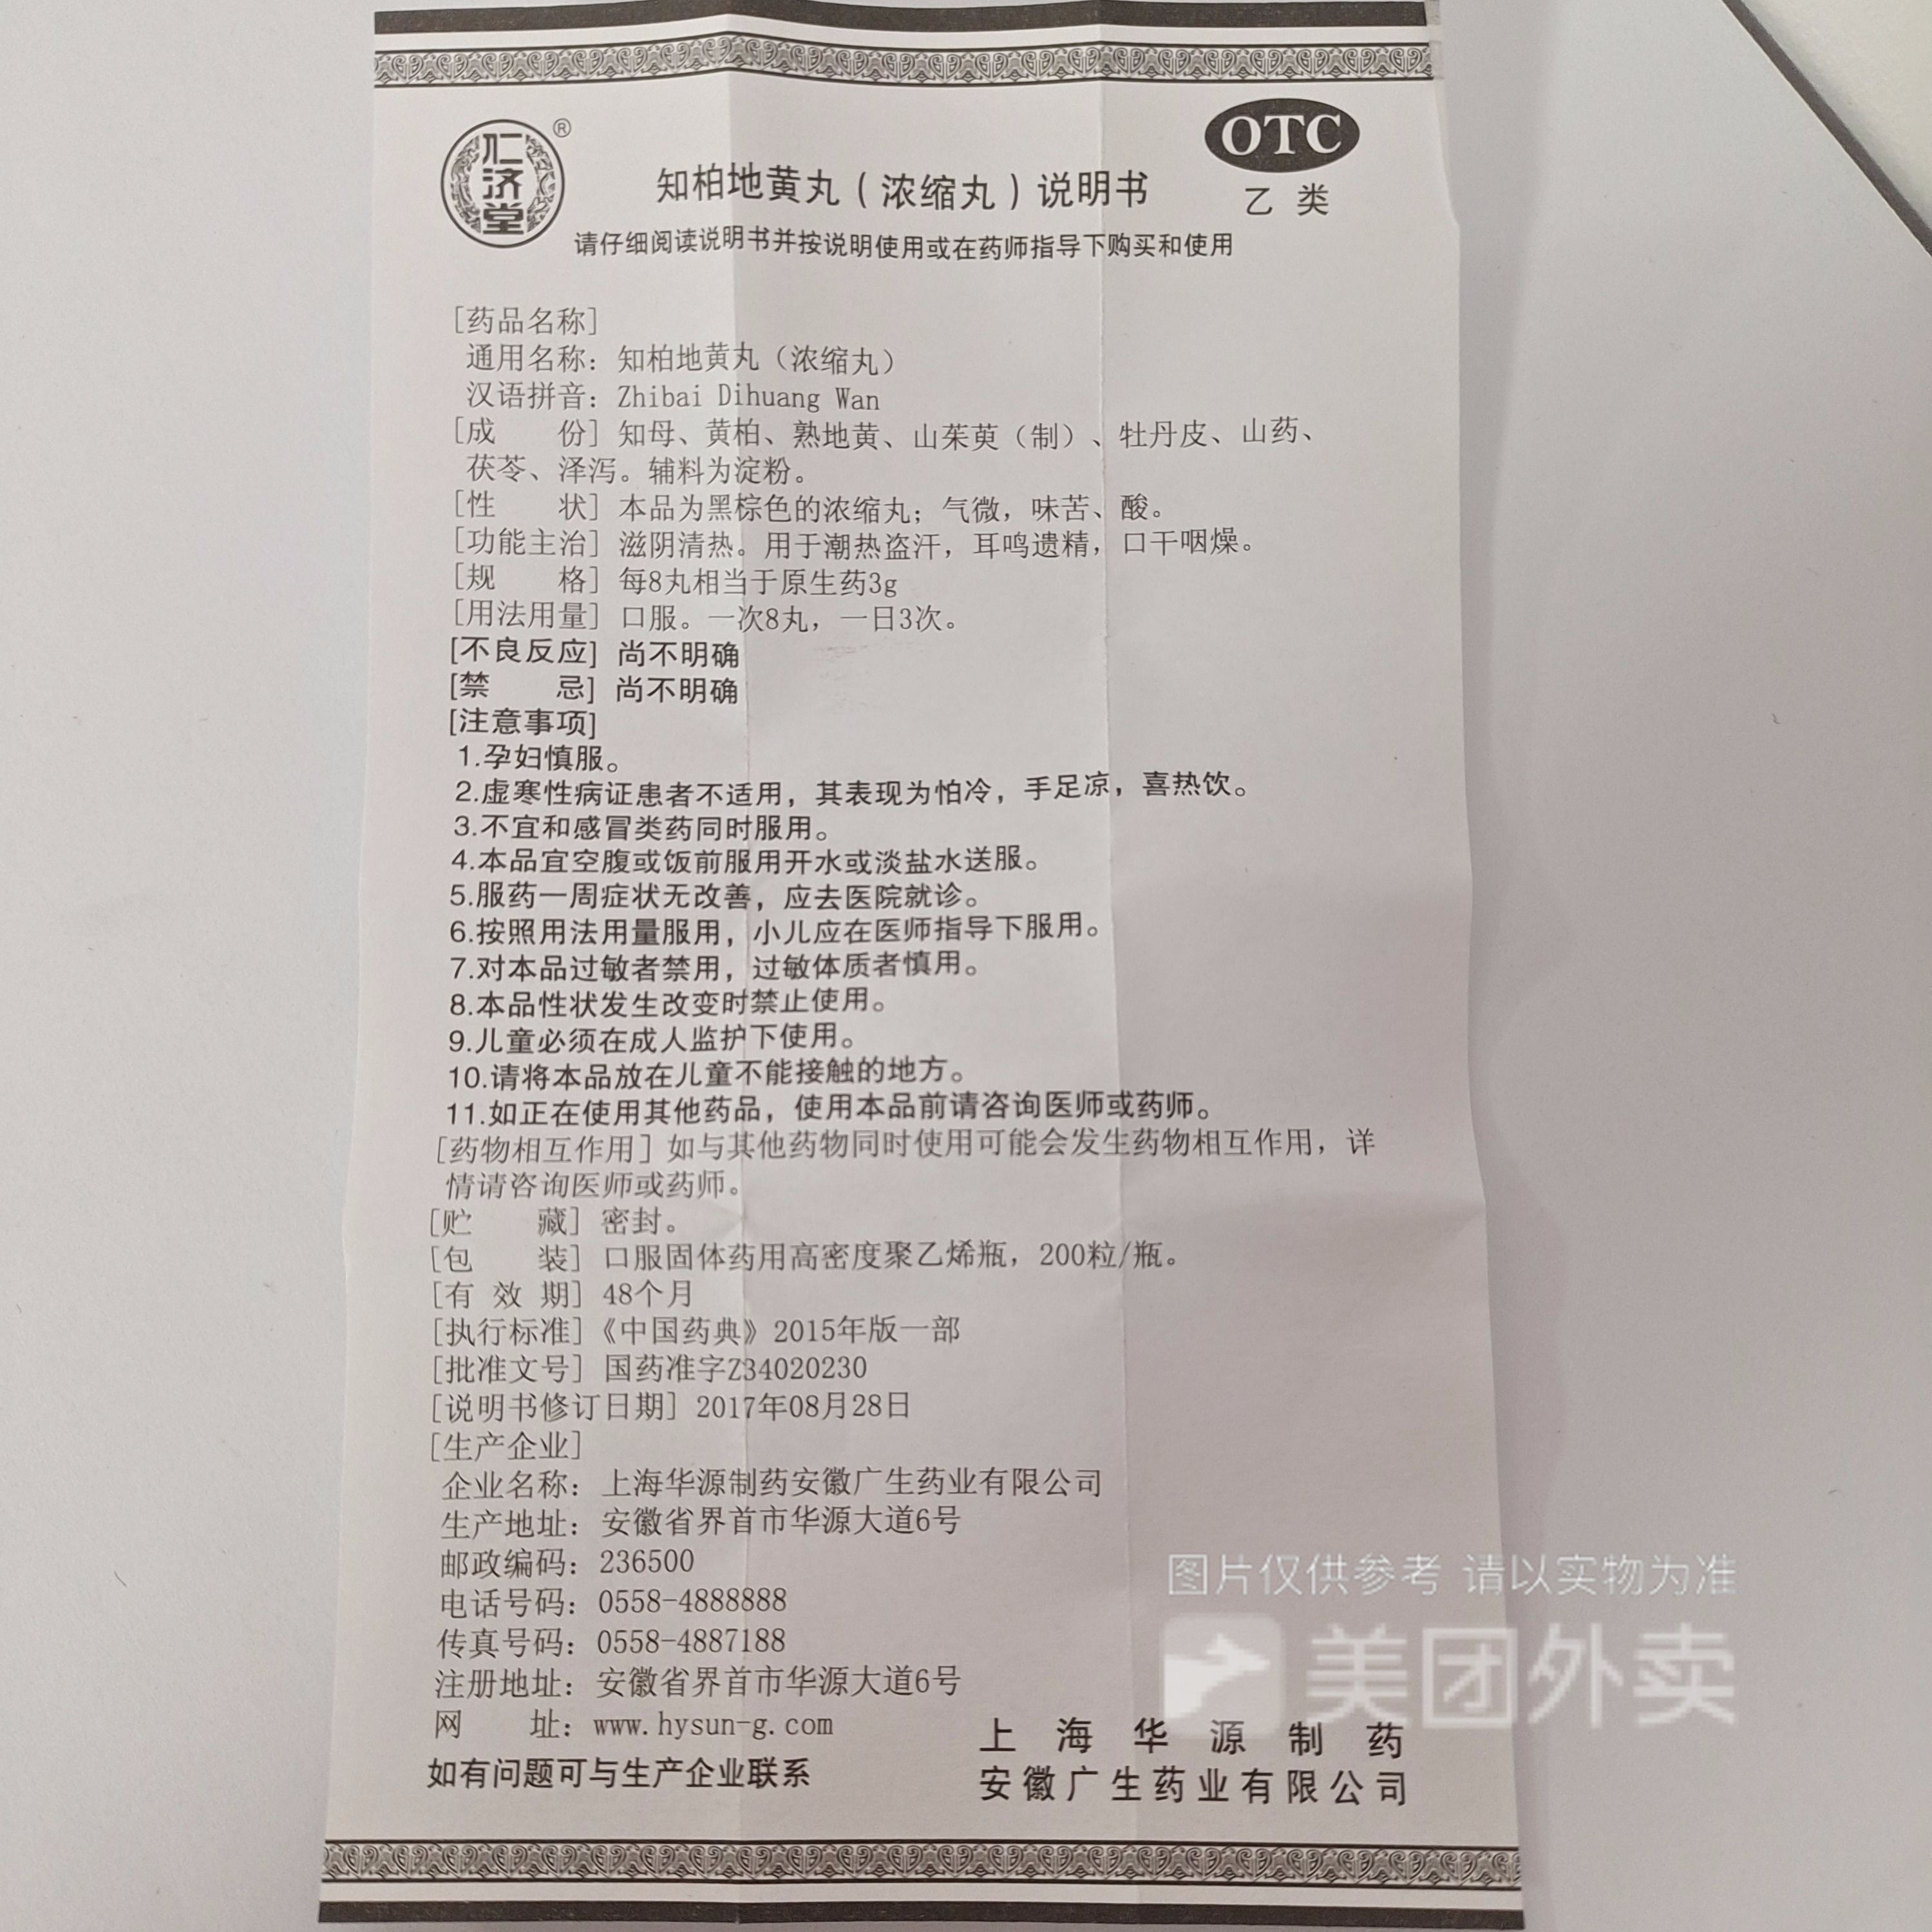 仁济堂®
OTC
乙类
知柏地黄丸(浓缩丸)说明书
请仔细阅读说明书并按说明使用或在药师指导下购买和使用
[药品名称]
通用名称：知柏地黄丸（浓缩丸）
汉语拼音：Zhibai Dihuang Wan
[成 份] 知母、黄柏、熟地黄、山茱萸（制）、牡丹皮、山药、
茯苓、泽泻。辅料为淀粉。
[性 状] 本品为黑棕色的浓缩丸；气微，味苦、酸。
[功能主治] 滋阴清热。用于潮热盗汗，耳鸣遗精，口干咽燥。
[规 格] 每8丸相当于原生药3g
[用法用量] 口服。一次8丸，一日3次。
[不良反应] 尚不明确
[禁 忌] 尚不明确
[注意事项]
1.孕妇慎服。
2.虚寒性病证患者不适用，其表现为怕冷，手足凉，喜热饮。
3.不宜和感冒类药同时服用。
4.本品宜空腹或饭前服用开水或淡盐水送服。
5.服药一周症状无改善，应去医院就诊。
6.按照用法用量服用，小儿应在医师指导下服用。
7.对本品过敏者禁用，过敏体质者慎用。
8.本品性状发生改变时禁止使用。
9.儿童必须在成人监护下使用。
10.请将本品放在儿童不能接触的地方。
11.如正在使用其他药品，使用本品前请咨询医师或药师。
[药物相互作用] 如与其他药物同时使用可能会发生药物相互作用，详
情请咨询医师或药师。
[贮 藏] 密封。
[包 装] 口服固体药用高密度聚乙烯瓶，200粒/瓶。
[有 效 期] 48个月
[执行标准]《中国药典》2015年版一部
[批准文号] 国药准字Z34020230
[说明书修订日期] 2017年08月28日
[生产企业]
企业名称：上海华源制药安徽广生药业有限公司
生产地址：安徽省界首市华源大道6号
邮政编码：236500
电话号码：0558-4888888
传真号码：0558-4887188
注册地址：安徽省界首市华源大道6号
网 址：www.hysun-g.com
如有问题可与生产企业联系
上海华源制药
安徽广生药业有限公司
图片仅供参考 请以实物为准
美团外卖